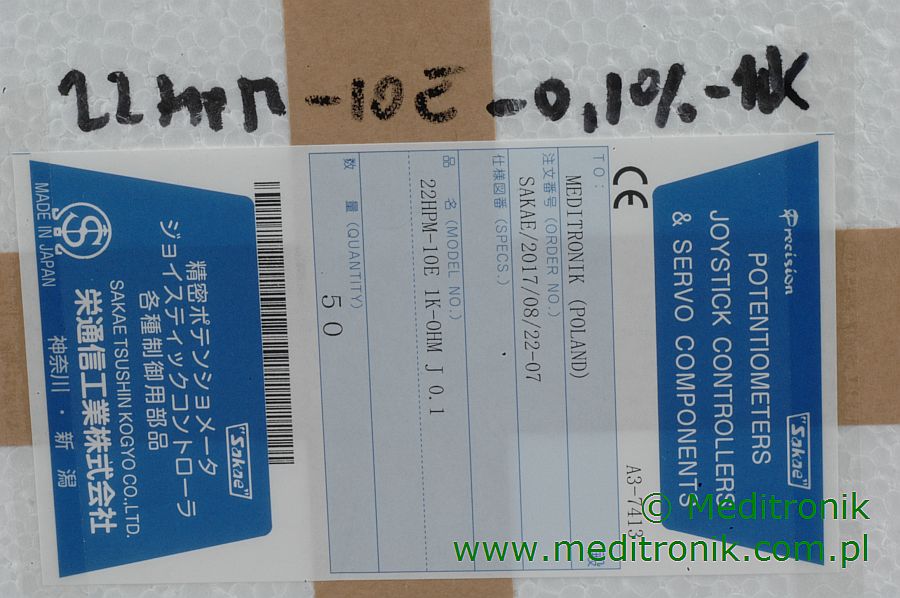 22HPM-10E-0,1%-1K
Precision
POTENTIOMETERS
JOYSTICK CONTROLLERS
& SERVO COMPONENTS
"Sakae"
CE
A3-7413
TO:
MEDITRONIK (POLAND)
殿
注文番号 (ORDER NO.)
SAKAE/2017/08/22-07
仕様図番 (SPECS.)
品 名 (MODEL NO.)
22HPM-10E 1K-OHM J 0.1
数 量 (QUANTITY)
50
"Sakae"
精密ポテンショメータ
ジョイスティックコントローラ
各種制御用部品
SAKAE TSUSHIN KOGYO CO.,LTD.
栄通信工業株式会社
神奈川・新潟
MADE IN JAPAN
© Meditronik
www.meditronik.com.pl